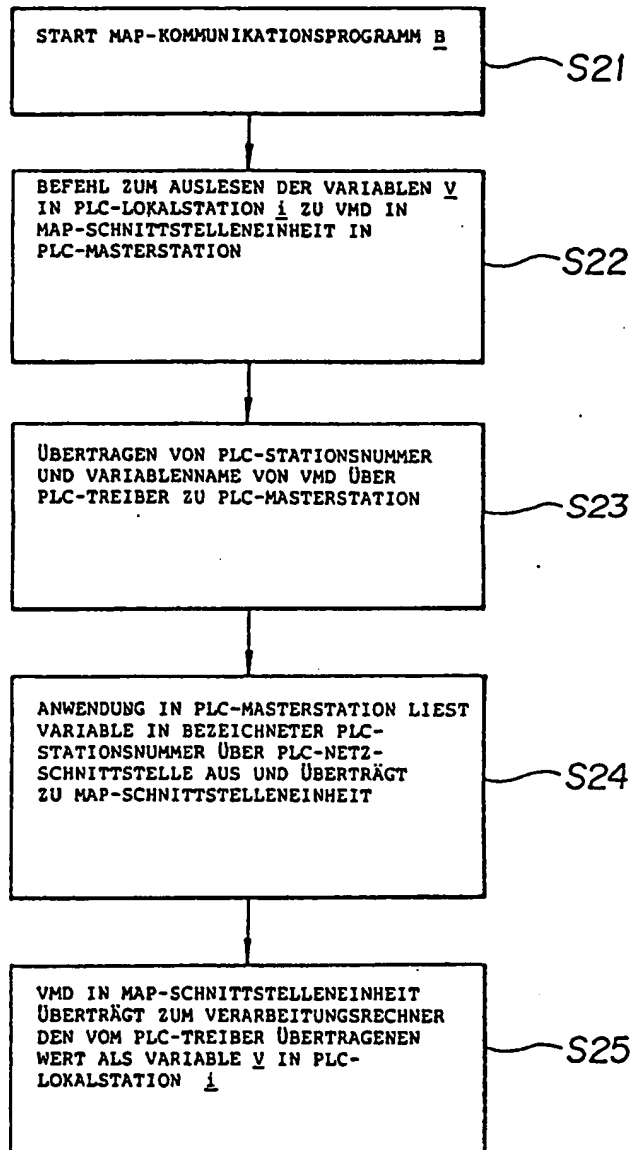 START MAP-KOMMUNIKATIONSPROGRAMM B
S21
BEFEHL ZUM AUSLESEN DER VARIABLEN V
IN PLC-LOKALSTATION i ZU VMD IN
MAP-SCHNITTSTELLENEINHEIT IN
PLC-MASTERSTATION
S22
ÜBERTRAGEN VON PLC-STATIONSNUMMER
UND VARIABLENNAME VON VMD ÜBER
PLC-TREIBER ZU PLC-MASTERSTATION
S23
ANWENDUNG IN PLC-MASTERSTATION LIEST
VARIABLE IN BEZEICHNETER PLC-
STATIONSNUMMER ÜBER PLC-NETZ-
SCHNITTSTELLE AUS UND ÜBERTRÄGT
ZU MAP-SCHNITTSTELLENEINHEIT
S24
VMD IN MAP-SCHNITTSTELLENEINHEIT
ÜBERTRÄGT ZUM VERARBEITUNGSRECHNER
DEN VOM PLC-TREIBER ÜBERTRAGENEN
WERT ALS VARIABLE V IN PLC-
LOKALSTATION i
S25